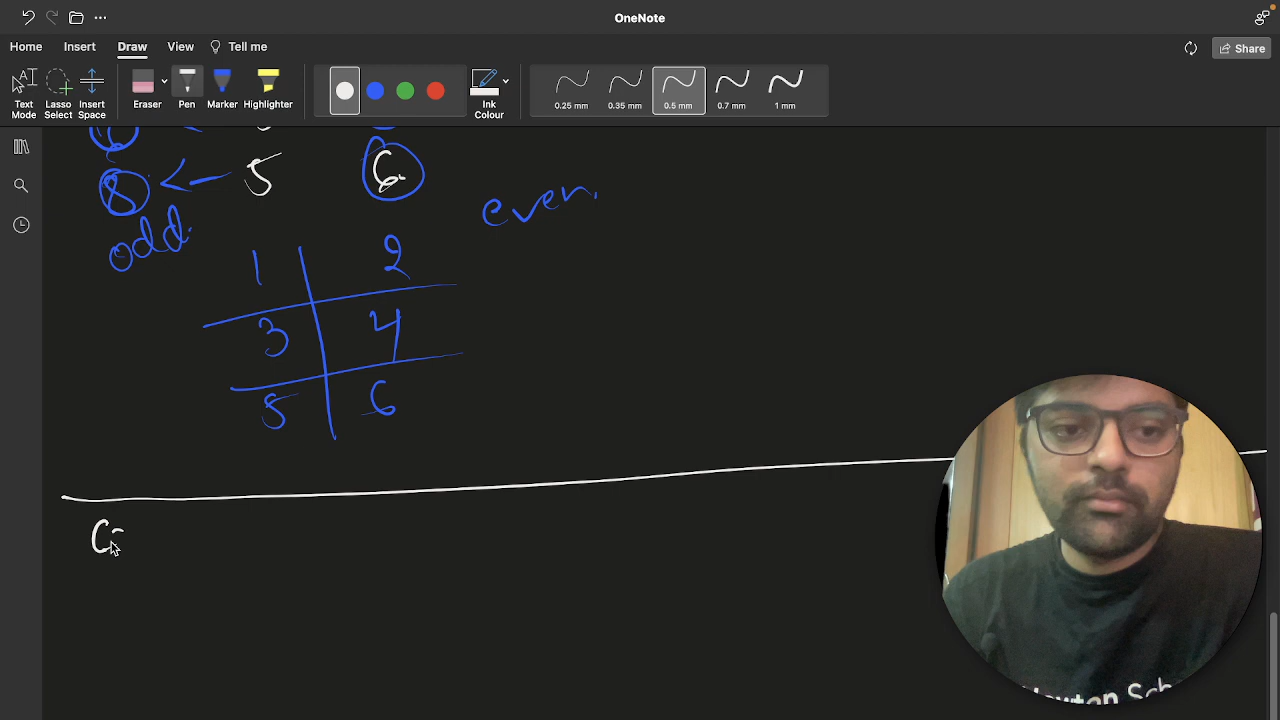 OneNote
Home Insert Draw View Tell me
Share
Text Mode
Lasso Select
Insert Space
Eraser
Pen
Marker
Highlighter
Ink Colour
0.25 mm
0.35 mm
0.5 mm
0.7 mm
1 mm
8 ← 5 6
odd. even.
1 2
3 4
5 6